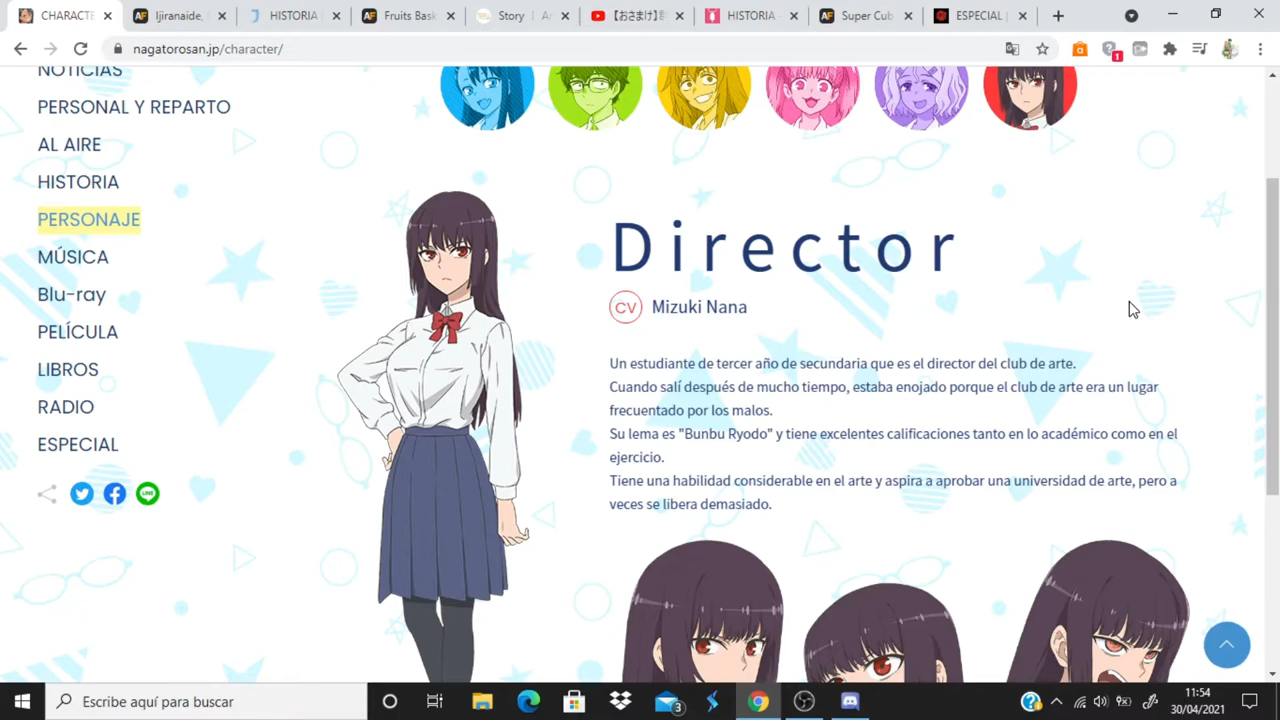 CHARACTE
Ijiranaide,
HISTORIA
Fruits Bask
Story
HISTORIA -
Super Cub
ESPECIAL
nagatorosan.jp/character/
1
NOTICIAS
PERSONAL Y REPARTO
AL AIRE
HISTORIA
PERSONAJE
MÚSICA
Blu-ray
PELÍCULA
LIBROS
RADIO
ESPECIAL
LINE
Director
CV Mizuki Nana
Un estudiante de tercer año de secundaria que es el director del club de arte.
Cuando salí después de mucho tiempo, estaba enojado porque el club de arte era un lugar
frecuentado por los malos.
Su lema es "Bunbu Ryodo" y tiene excelentes calificaciones tanto en lo académico como en el
ejercicio.
Tiene una habilidad considerable en el arte y aspira a aprobar una universidad de arte, pero a
veces se libera demasiado.
Escribe aquí para buscar
3
11:54
30/04/2021